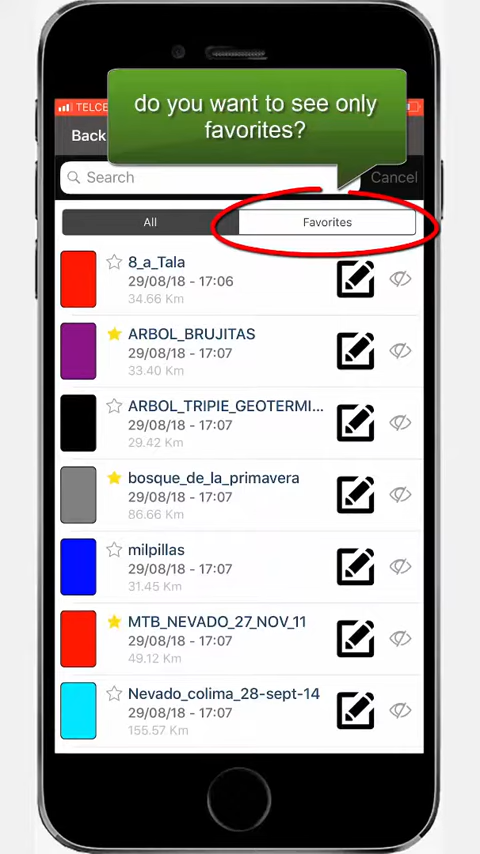 do you want to see only
favorites?
TELCE
Back
Search
Cancel
All
Favorites
8_a_Tala
29/08/18 - 17:06
34.66 Km
ARBOL_BRUJITAS
29/08/18 - 17:07
33.40 Km
ARBOL_TRIPIE_GEOTERMI...
29/08/18 - 17:07
29.42 Km
bosque_de_la_primavera
29/08/18 - 17:07
86.66 Km
milpillas
29/08/18 - 17:07
31.45 Km
MTB_NEVADO_27_NOV_11
29/08/18 - 17:07
49.12 Km
Nevado_colima_28-sept-14
29/08/18 - 17:07
155.57 Km